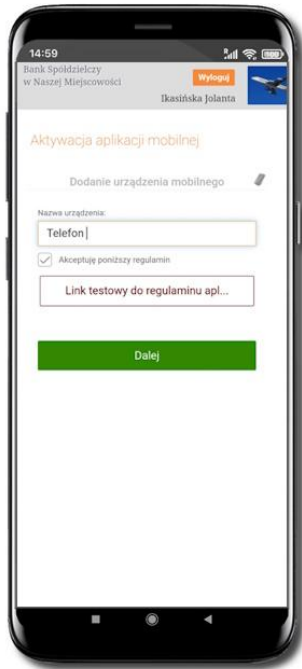 14:59
Bank Spółdzielczy
w Naszej Miejscowości
Wyloguj
Ikasińska Jolanta
Aktywacja aplikacji mobilnej
Dodanie urządzenia mobilnego
Nazwa urządzenia:
Telefon
Akceptuję poniższy regulamin
Link testowy do regulaminu apl...
Dalej